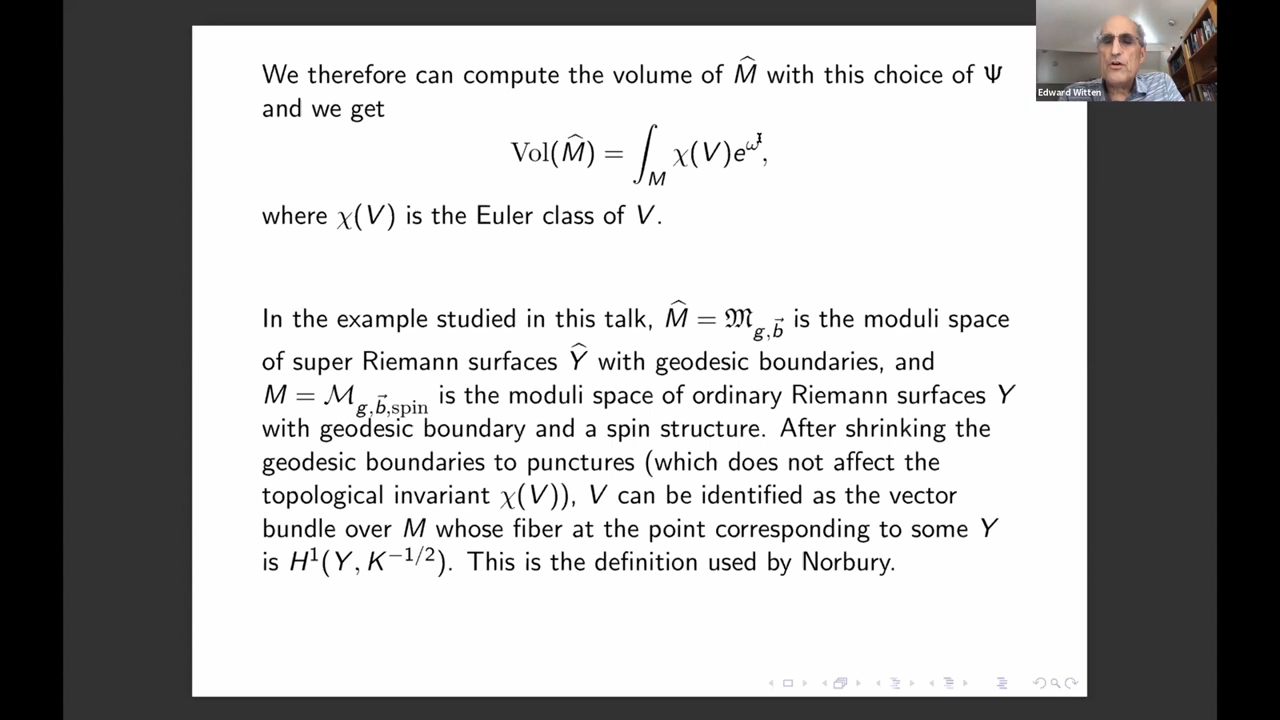 We therefore can compute the volume of M̂ with this choice of Ψ
and we get
Vol(M̂) = ∫_M χ(V)e^ω,
where χ(V) is the Euler class of V.
In the example studied in this talk, M̂ = 𝔐_{g,b⃗} is the moduli space
of super Riemann surfaces Ŷ with geodesic boundaries, and
M = ℳ_{g,b⃗,spin} is the moduli space of ordinary Riemann surfaces Y
with geodesic boundary and a spin structure. After shrinking the
geodesic boundaries to punctures (which does not affect the
topological invariant χ(V)), V can be identified as the vector
bundle over M whose fiber at the point corresponding to some Y
is H¹(Y, K^{−1/2}). This is the definition used by Norbury.
Edward Witten